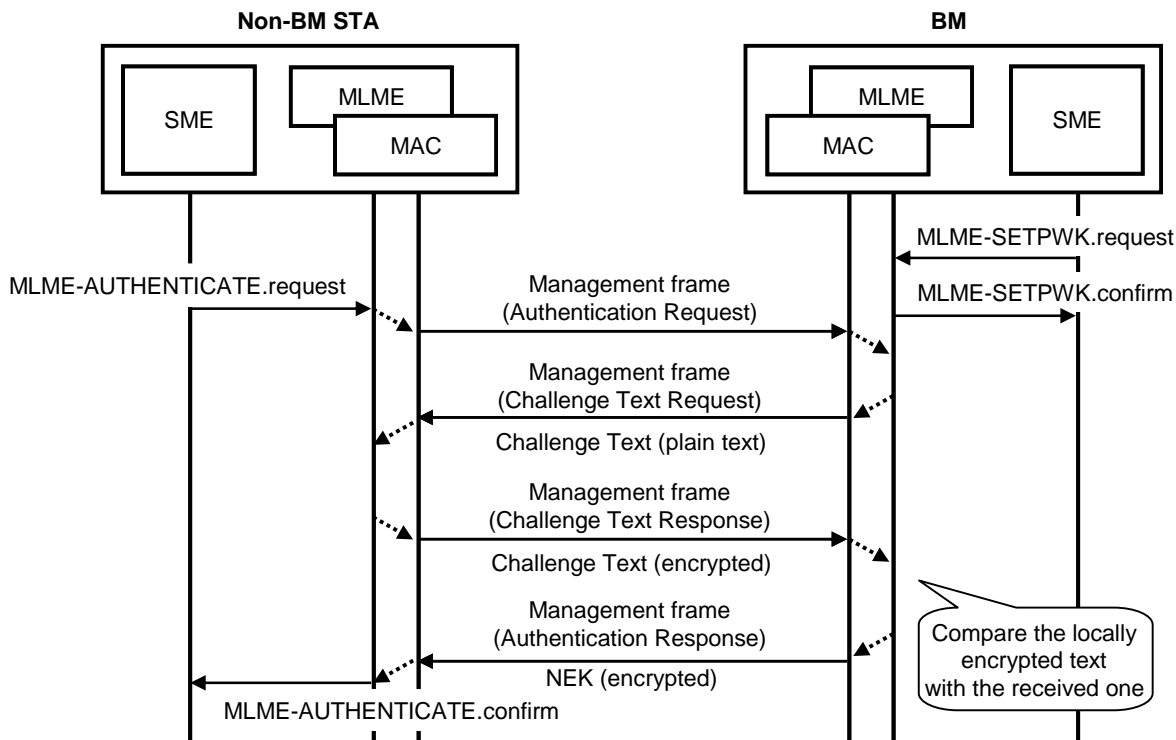 Non-BM STA
BM
SME
MLME
MAC
MLME
MAC
SME
MLME-SETPWK.request
MLME-AUTHENTICATE.request
MLME-SETPWK.confirm
Management frame
(Authentication Request)
Management frame
(Challenge Text Request)
Challenge Text (plain text)
Management frame
(Challenge Text Response)
Challenge Text (encrypted)
Management frame
(Authentication Response)
NEK (encrypted)
Compare the locally
encrypted text
with the received one
MLME-AUTHENTICATE.confirm